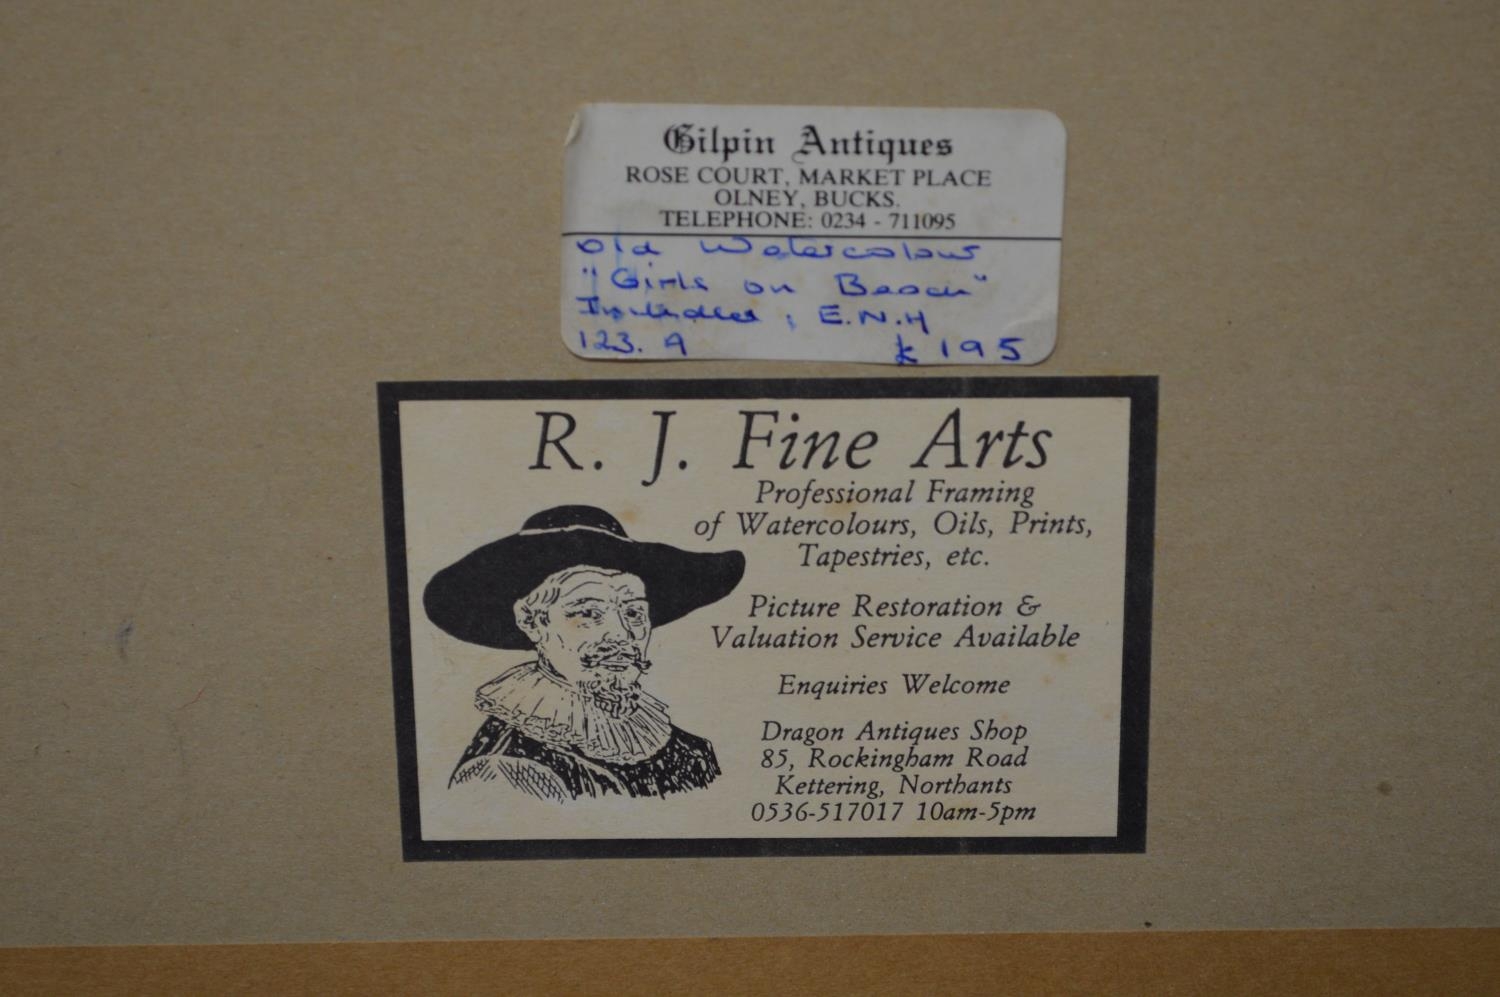 Gilpin Antiques
ROSE COURT, MARKET PLACE
OLNEY, BUCKS.
TELEPHONE: 0234 - 711095
Old Watercolour
"Girls on Beach"
E.N.H
123. A £195
R. J. Fine Arts
Professional Framing
of Watercolours, Oils, Prints,
Tapestries, etc.
Picture Restoration &
Valuation Service Available
Enquiries Welcome
Dragon Antiques Shop
85, Rockingham Road
Kettering, Northants
0536-517017 10am-5pm